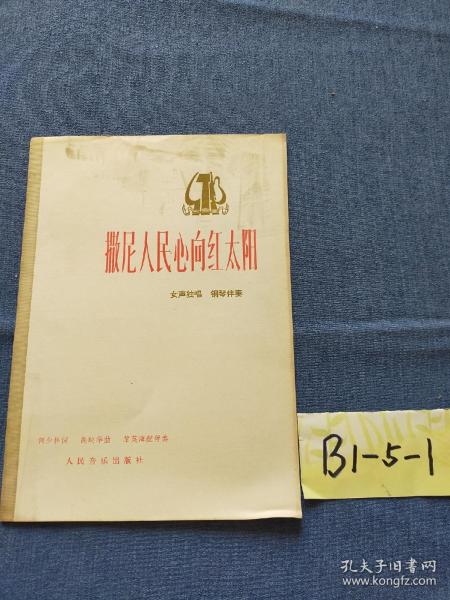 撒尼人民心向红太阳
女声独唱 钢琴伴奏
人民音乐出版社
B1-5-1
孔夫子旧书网
www.kongfz.com